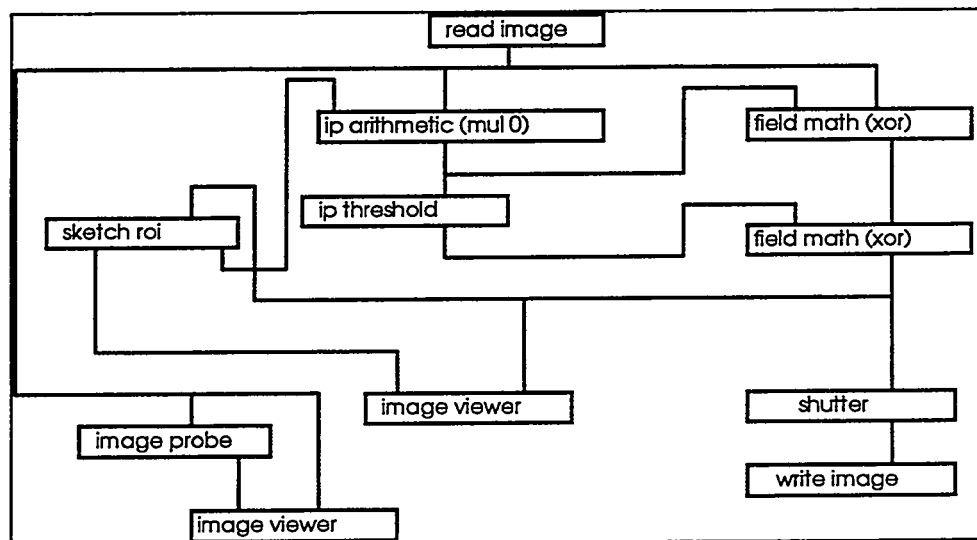 read image
ip arithmetic (mul 0)
field math (xor)
ip threshold
sketch roi
field math (xor)
image viewer
shutter
image probe
write image
image viewer